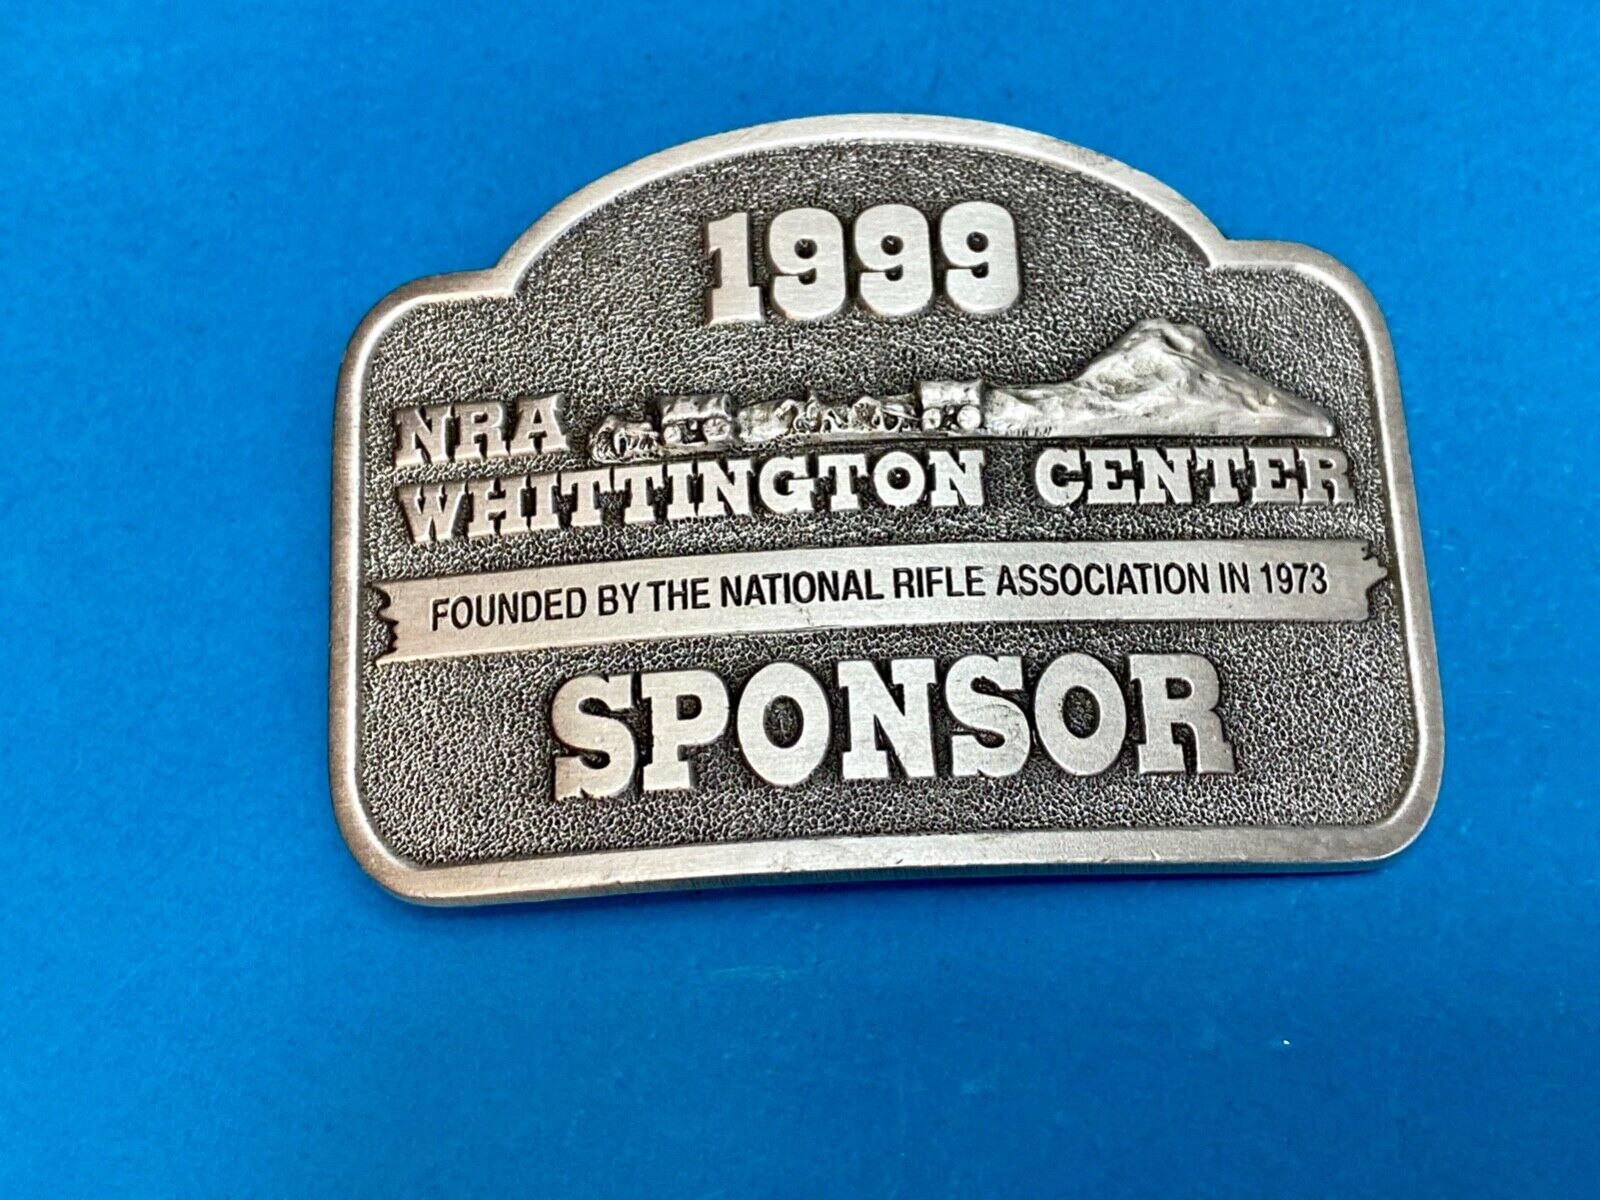 1999
NRA
WHITTINGTON CENTER
FOUNDED BY THE NATIONAL RIFLE ASSOCIATION IN 1973
SPONSOR